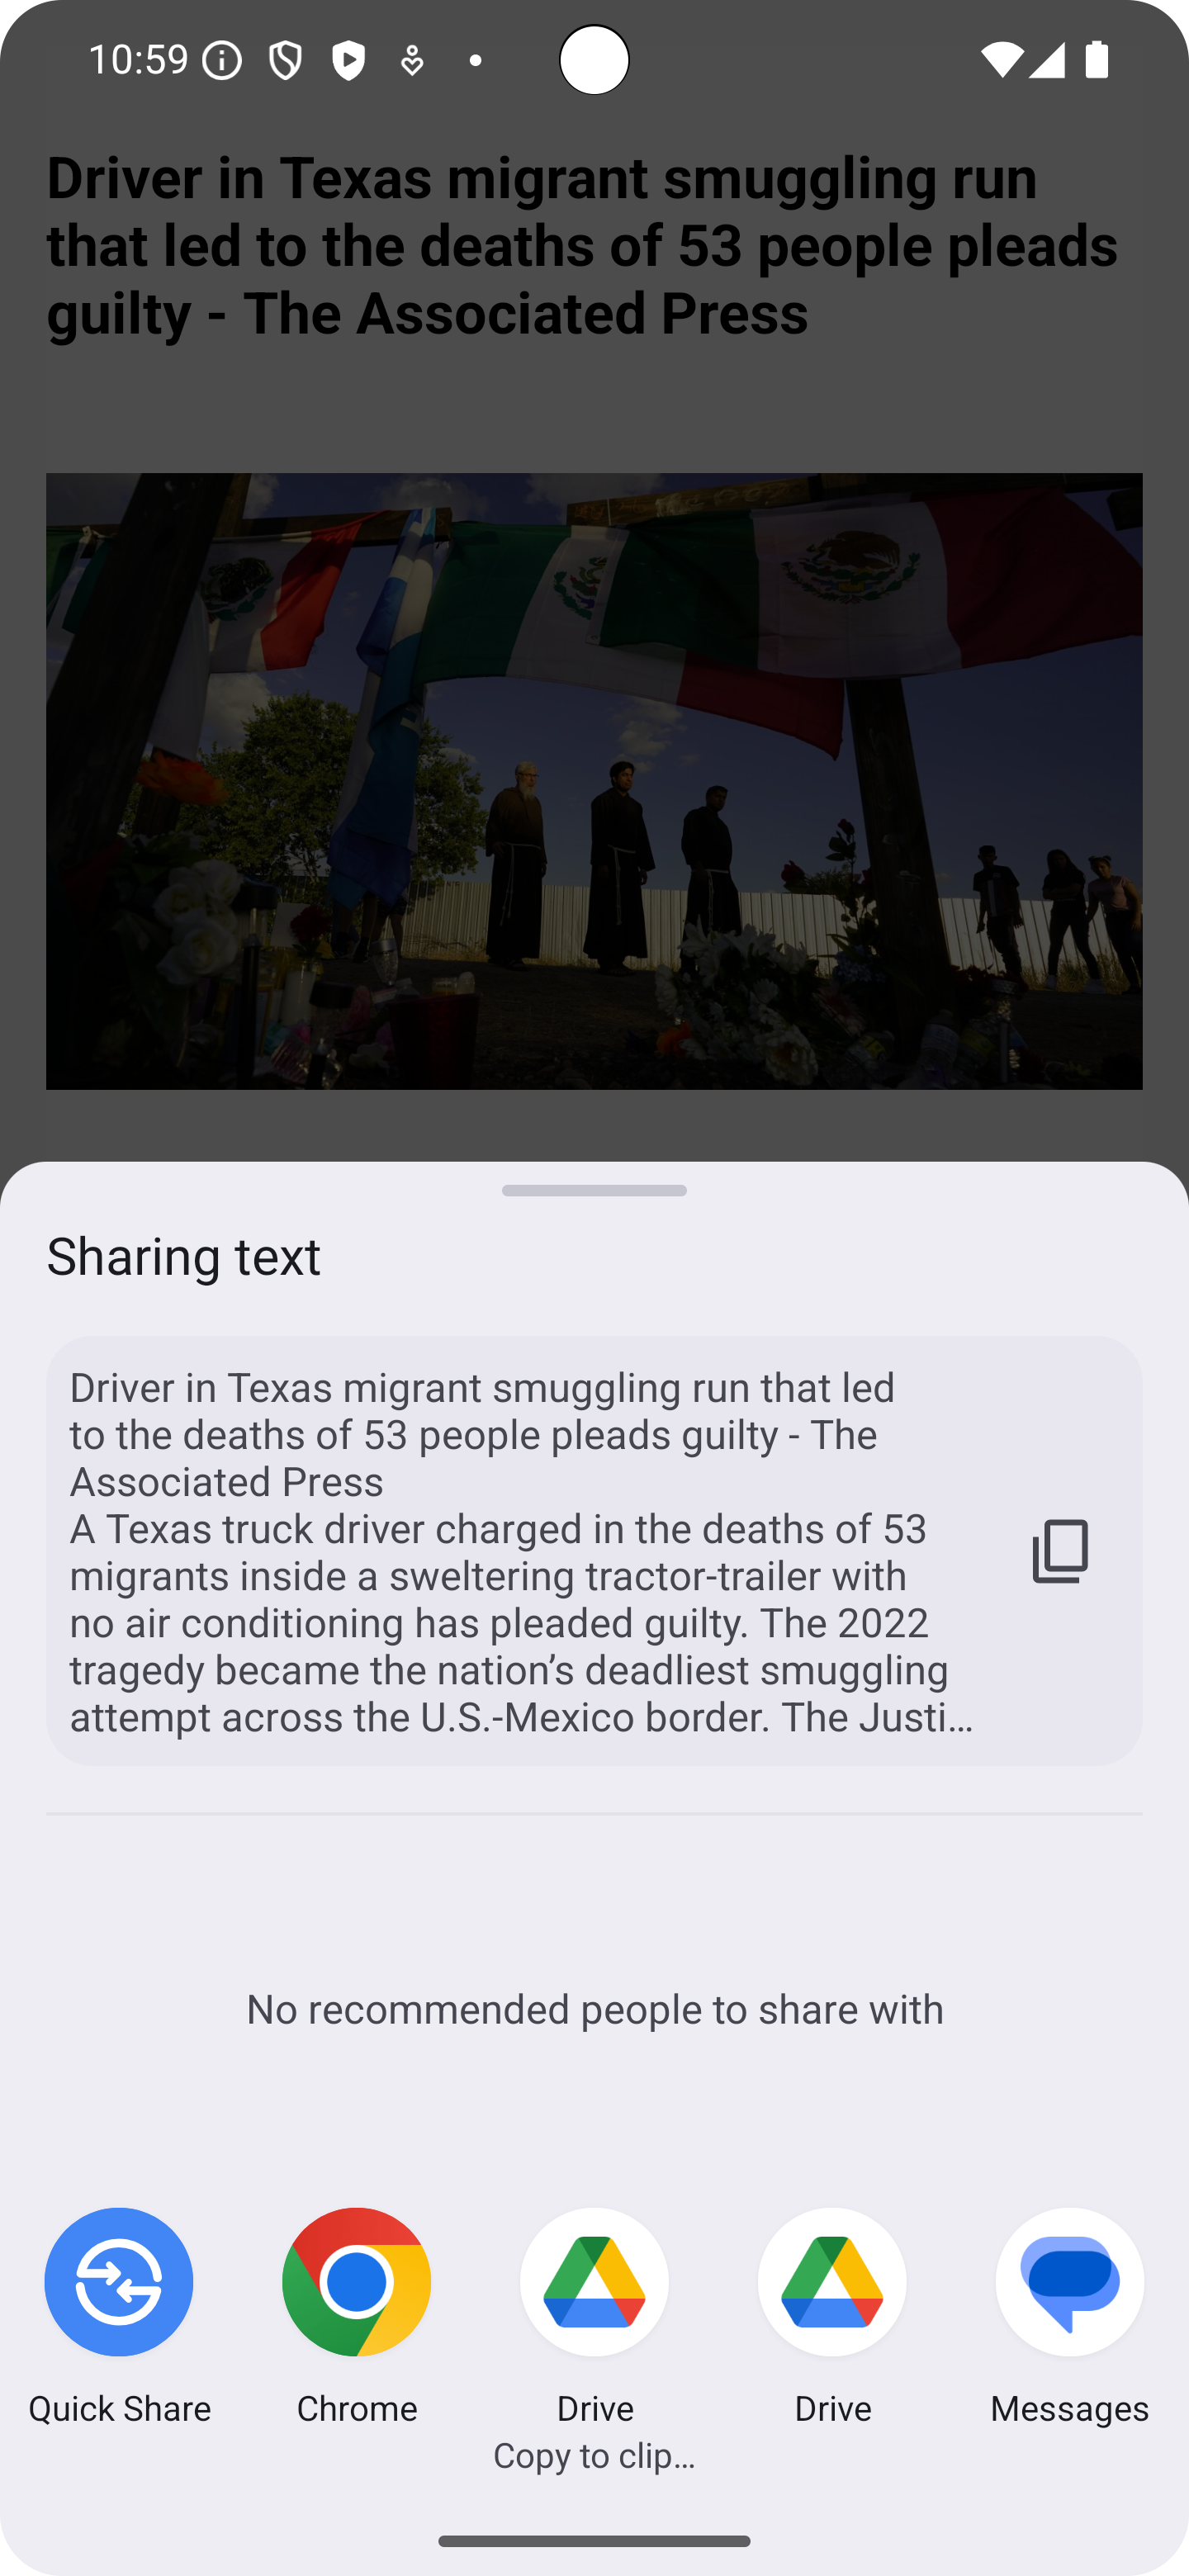 10:59
Driver in Texas migrant smuggling run
that led to the deaths of 53 people pleads
guilty - The Associated Press
Sharing text
Driver in Texas migrant smuggling run that led
to the deaths of 53 people pleads guilty - The
Associated Press
A Texas truck driver charged in the deaths of 53
migrants inside a sweltering tractor-trailer with
no air conditioning has pleaded guilty. The 2022
tragedy became the nation’s deadliest smuggling
attempt across the U.S.-Mexico border. The Justi…
No recommended people to share with
Quick Share
Chrome
Drive
Drive
Messages
Copy to clip…